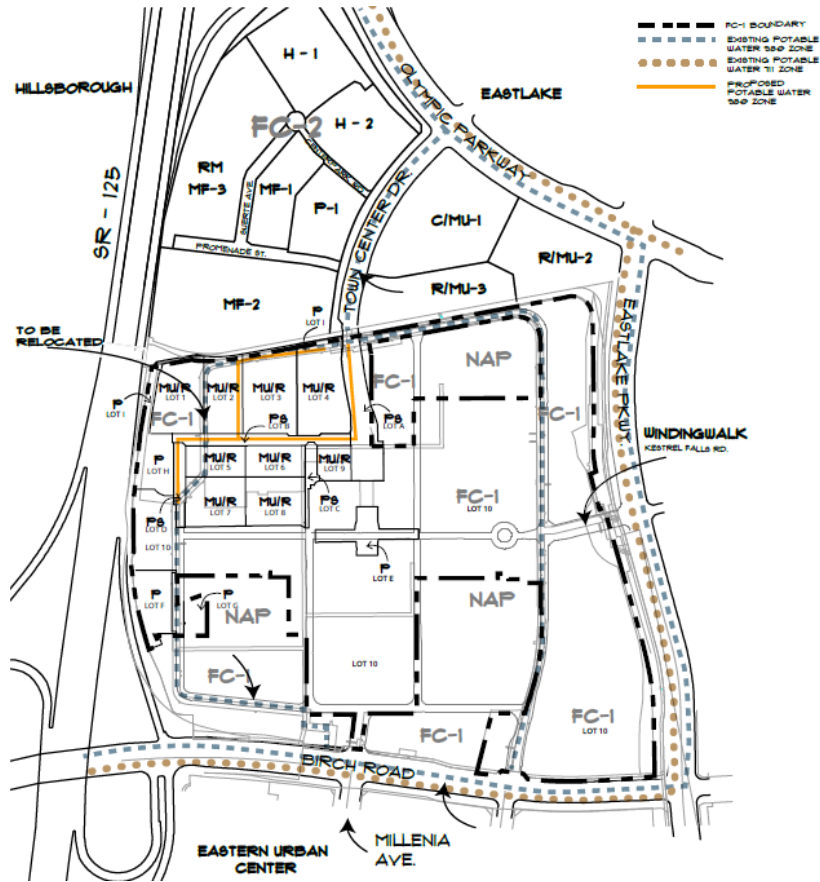 FC-1 BOUNDARY
EXISTING POTABLE
WATER 980 ZONE
EXISTING POTABLE
WATER 711 ZONE
PROPOSED
POTABLE WATER
980 ZONE
H - 1
HILLSBOROUGH
EASTLAKE
OLYMPIC PARKWAY
FC-2
H - 2
CENTERPARK RD.
RM
MF-3
MF-1
P-1
SUERTE AVE.
SR - 125
TOWN CENTER DR.
C/MU-1
R/MU-2
PROMENADE ST.
R/MU-3
MF-2
EASTLAKE PKWY.
P
LOT I
TO BE
RELOCATED
NAP
MU/R
LOT 1
MU/R
LOT 2
MU/R
LOT 3
MU/R
LOT 4
FC-1
P
LOT I
FC-1
PS
LOT B
PS
LOT A
FC-1
WINDINGWALK
KESTREL FALLS RD.
P
LOT H
LOT 5
MU/R
LOT 6
MU/R
LOT 9
MU/R
FC-1
LOT 10
PS
LOT C
MU/R
LOT 7
MU/R
LOT 8
PS
LOT D
LOT 10
P
LOT E
P
LOT F
P
LOT G
NAP
NAP
LOT 10
FC-1
FC-1
LOT 10
FC-1
BIRCH ROAD
MILLENIA
AVE.
EASTERN URBAN
CENTER